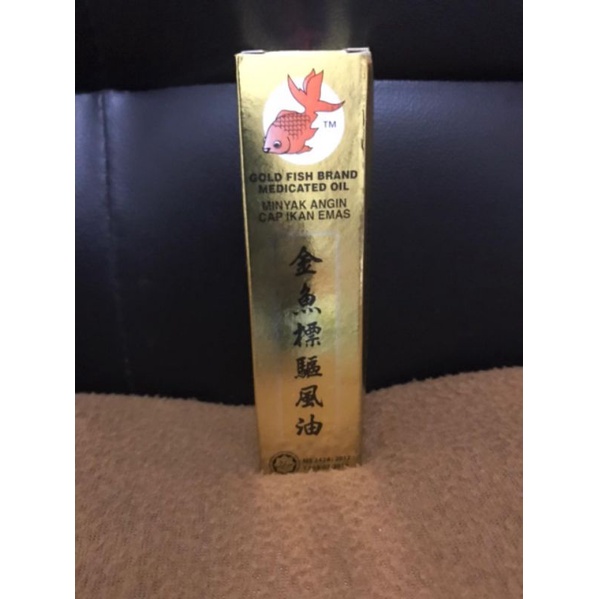 TM
GOLD FISH BRAND
MEDICATED OIL
MINYAK ANGIN
CAP IKAN EMAS
金魚標驅風油